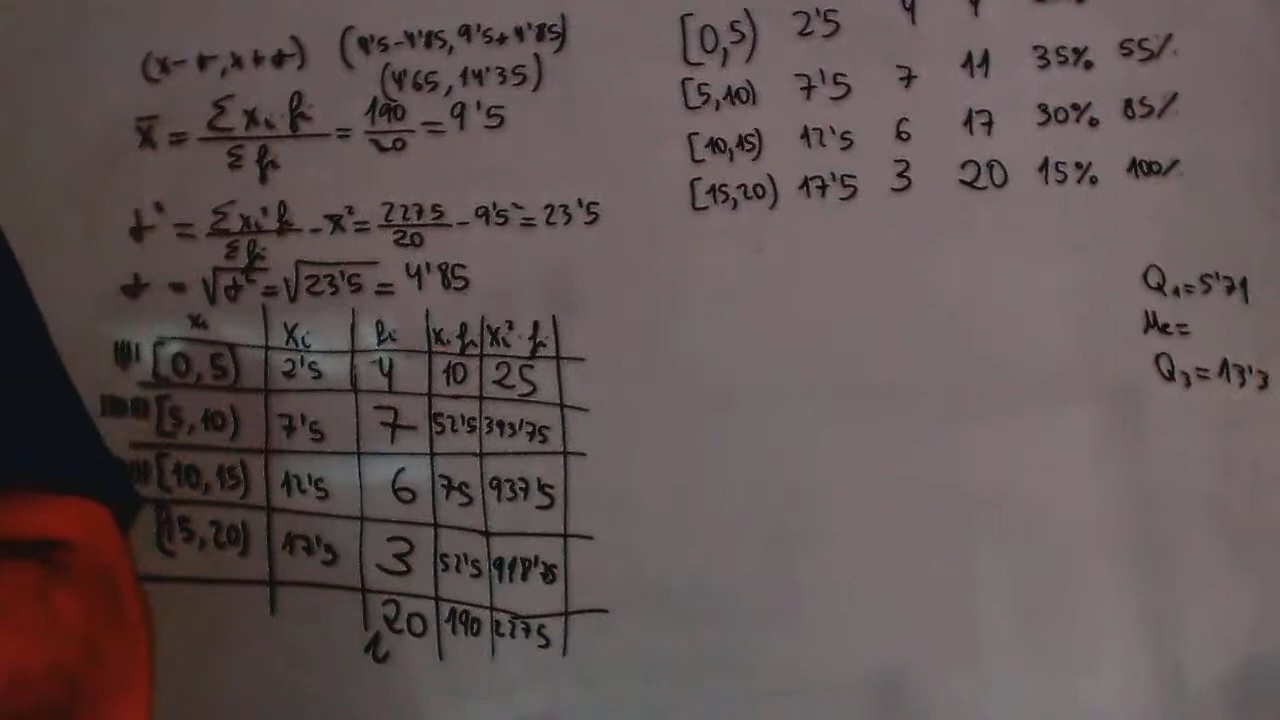 (x-σ, x+σ) (9'5-4'85, 9'5+4'85)
(4'65, 14'35)
x̄ = Σxi·fi / Σfi = 190/20 = 9'5
σ² = Σxi²fi / Σfi - x̄² = 2275/20 - 9'5² = 23'5
σ = √σ² = √23'5 = 4'85
xi fi x·fi xi²·fi
[0,5) 2'5 4 10 25
[5,10) 7'5 7 52'5 393'75
[10,15) 12'5 6 75 937'5
[15,20) 17'5 3 52'5 918'75
20 190 2275
[0,5) 2'5 4 4
[5,10) 7'5 7 11 35% 55%
[10,15) 12'5 6 17 30% 85%
[15,20) 17'5 3 20 15% 100%
Q₁=5'71
Me=
Q₃=13'3